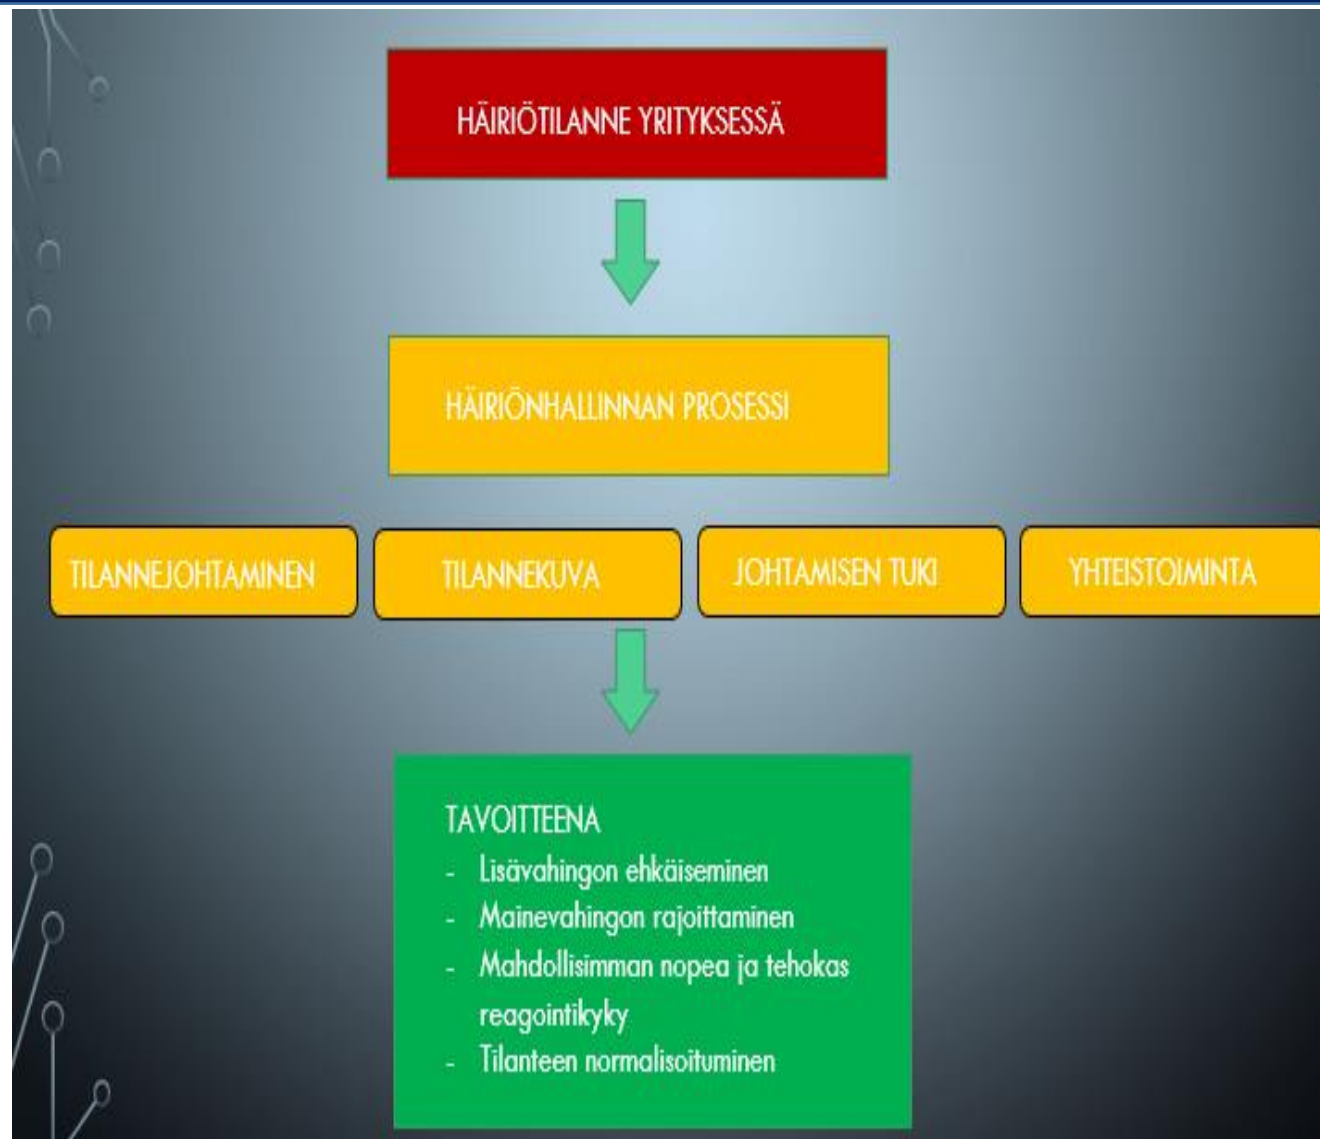 HÄIRIÖTILANNE YRITYKSESSÄ
HÄIRIÖNHALLINNAN PROSESSI
TILANNEJOHTAMINEN
TILANNEKUVA
JOHTAMISEN TUKI
YHTEISTOIMINTA
TAVOITTEENA
- Lisävahingon ehkäiseminen
- Mainevahingon rajoittaminen
- Mahdollisimman nopea ja tehokas
reagointikyky
- Tilanteen normalisoituminen